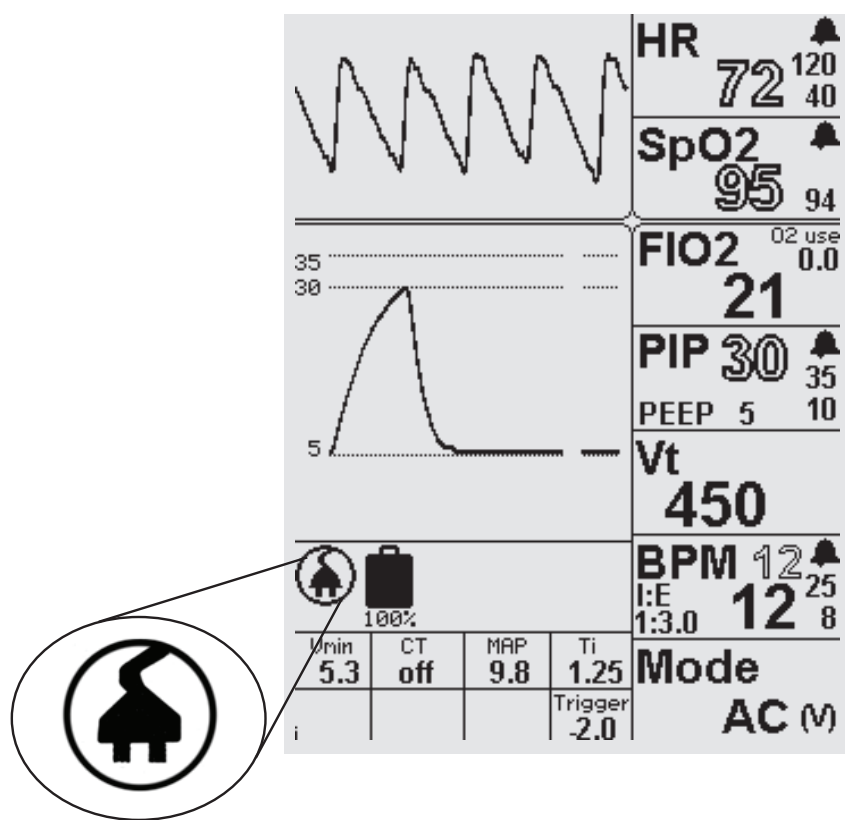 HR
72
120
40
SpO2
95
94
FIO2
O2 use
0.0
21
35
30
5
PIP 30
35
10
PEEP 5
Vt
450
100%
BPM 12
25
8
I:E
1:3.0
12
Vmin
5.3
CT
off
MAP
9.8
Ti
1.25
Trigger
-2.0
i
Mode
AC (V)